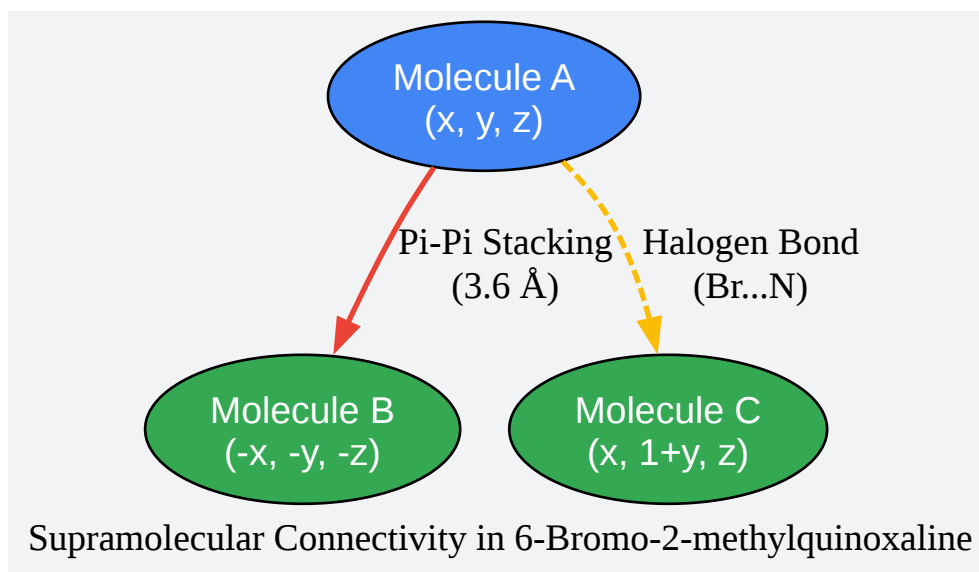 Molecule A
(x, y, z)
Pi-Pi Stacking
(3.6 Å)
Halogen Bond
(Br...N)
Molecule B
(-x, -y, -z)
Molecule C
(x, 1+y, z)
Supramolecular Connectivity in 6-Bromo-2-methylquinoxaline